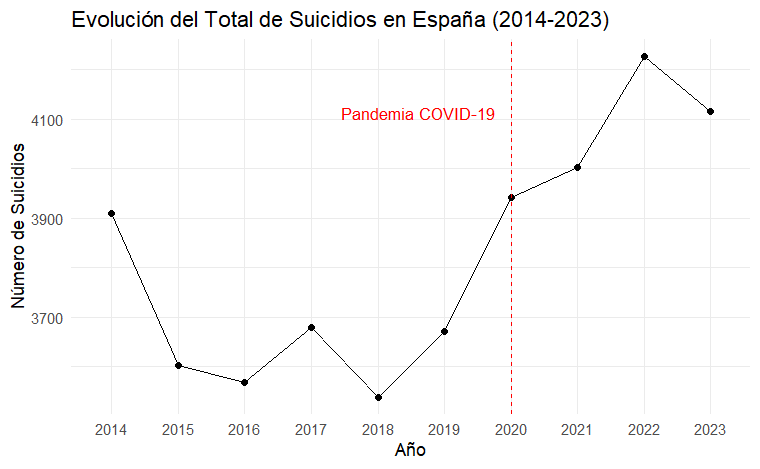 Evolución del Total de Suicidios en España (2014-2023)
Pandemia COVID-19
4100
3900
3700
Número de Suicidios
2014 2015 2016 2017 2018 2019 2020 2021 2022 2023
Año